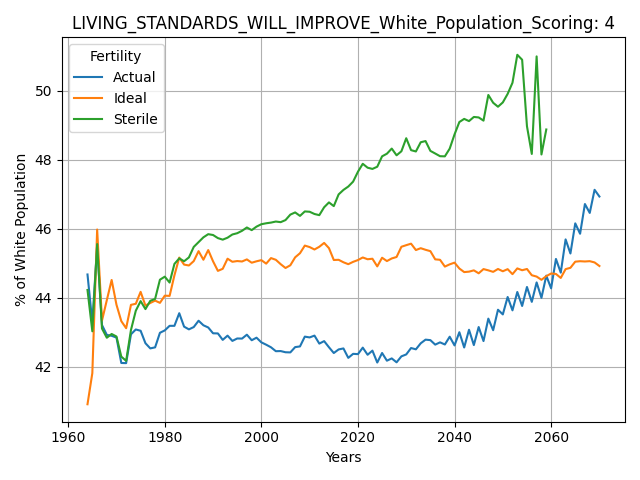 LIVING_STANDARDS_WILL_IMPROVE_White_Population_Scoring: 4
Fertility
Actual
Ideal
Sterile
% of White Population
50
48
46
44
42
1960
1980
2000
2020
2040
2060
Years